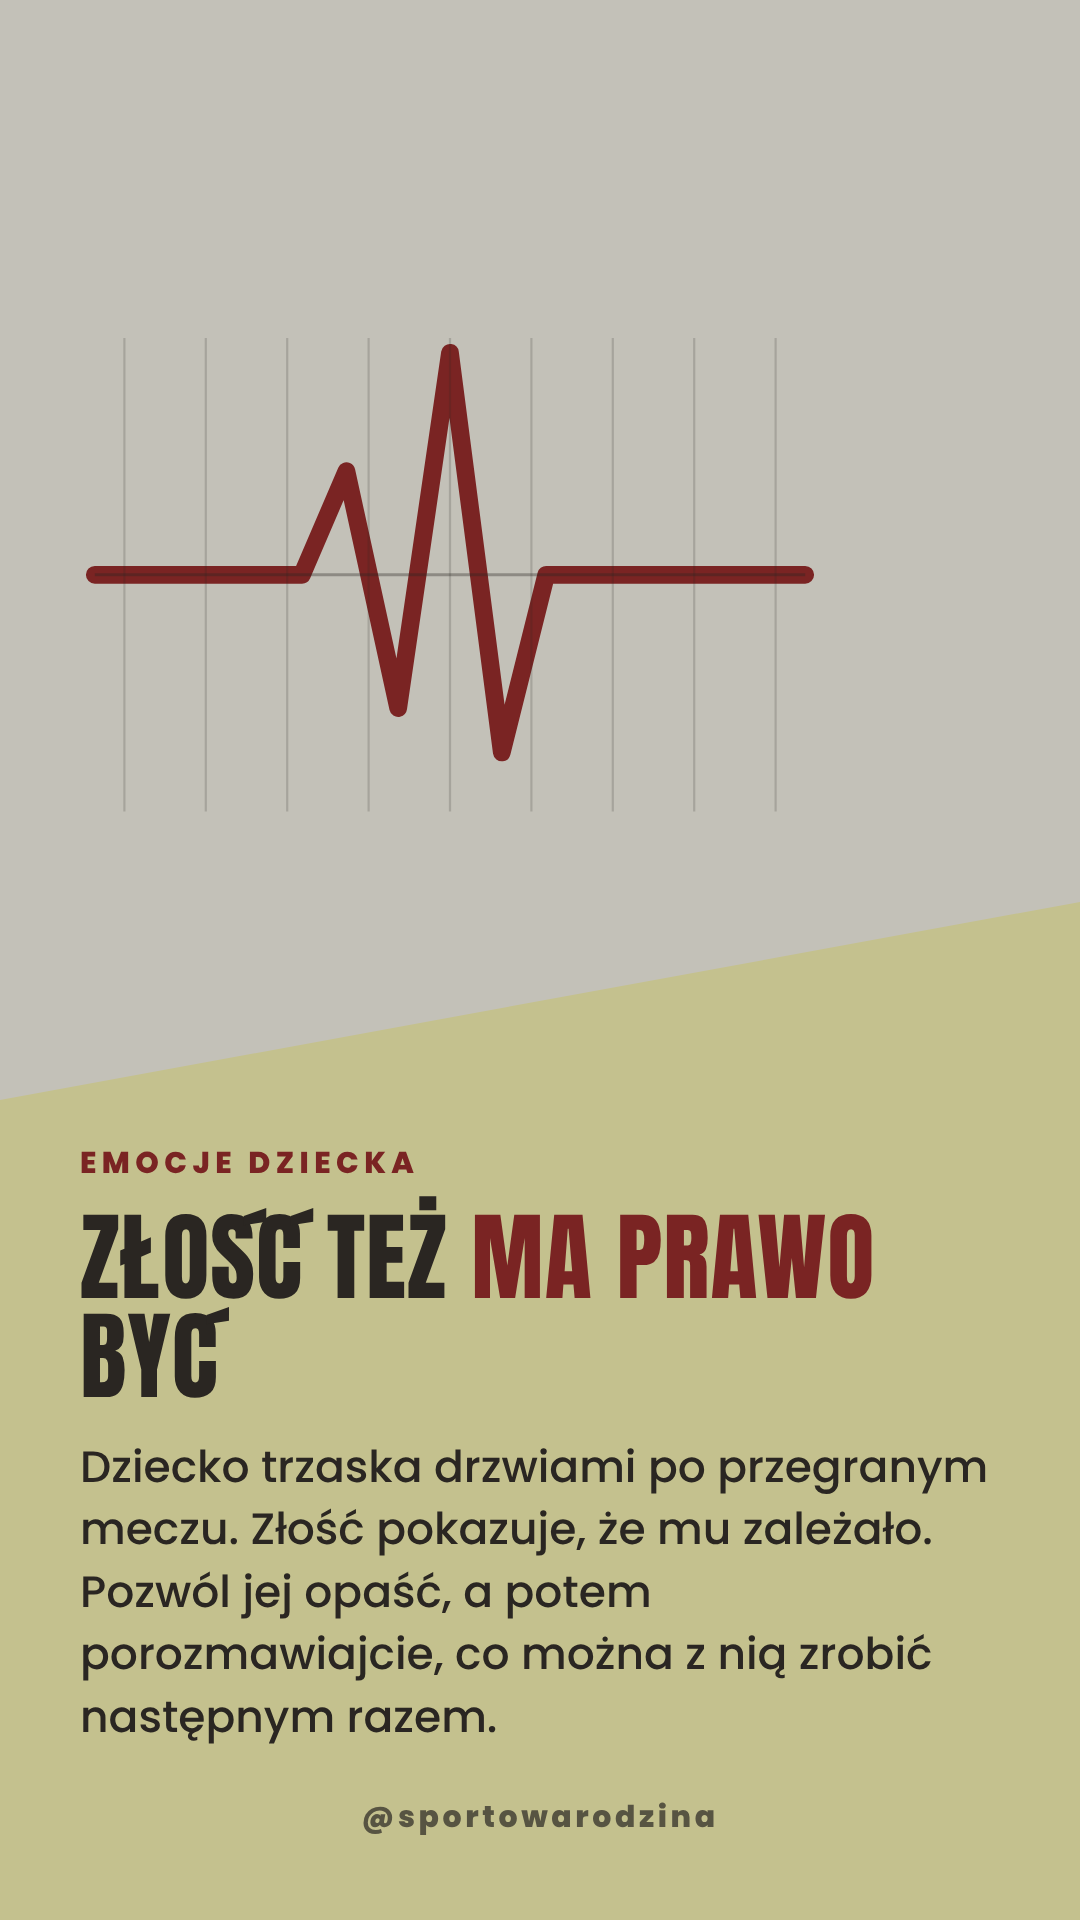 EMOCJE DZIECKA
ZŁOŚĆ TEŻ MA PRAWO
BYĆ
Dziecko trzaska drzwiami po przegranym
meczu. Złość pokazuje, że mu zależało.
Pozwól jej opaść, a potem
porozmawiajcie, co można z nią zrobić
następnym razem.
@sportowarodzina